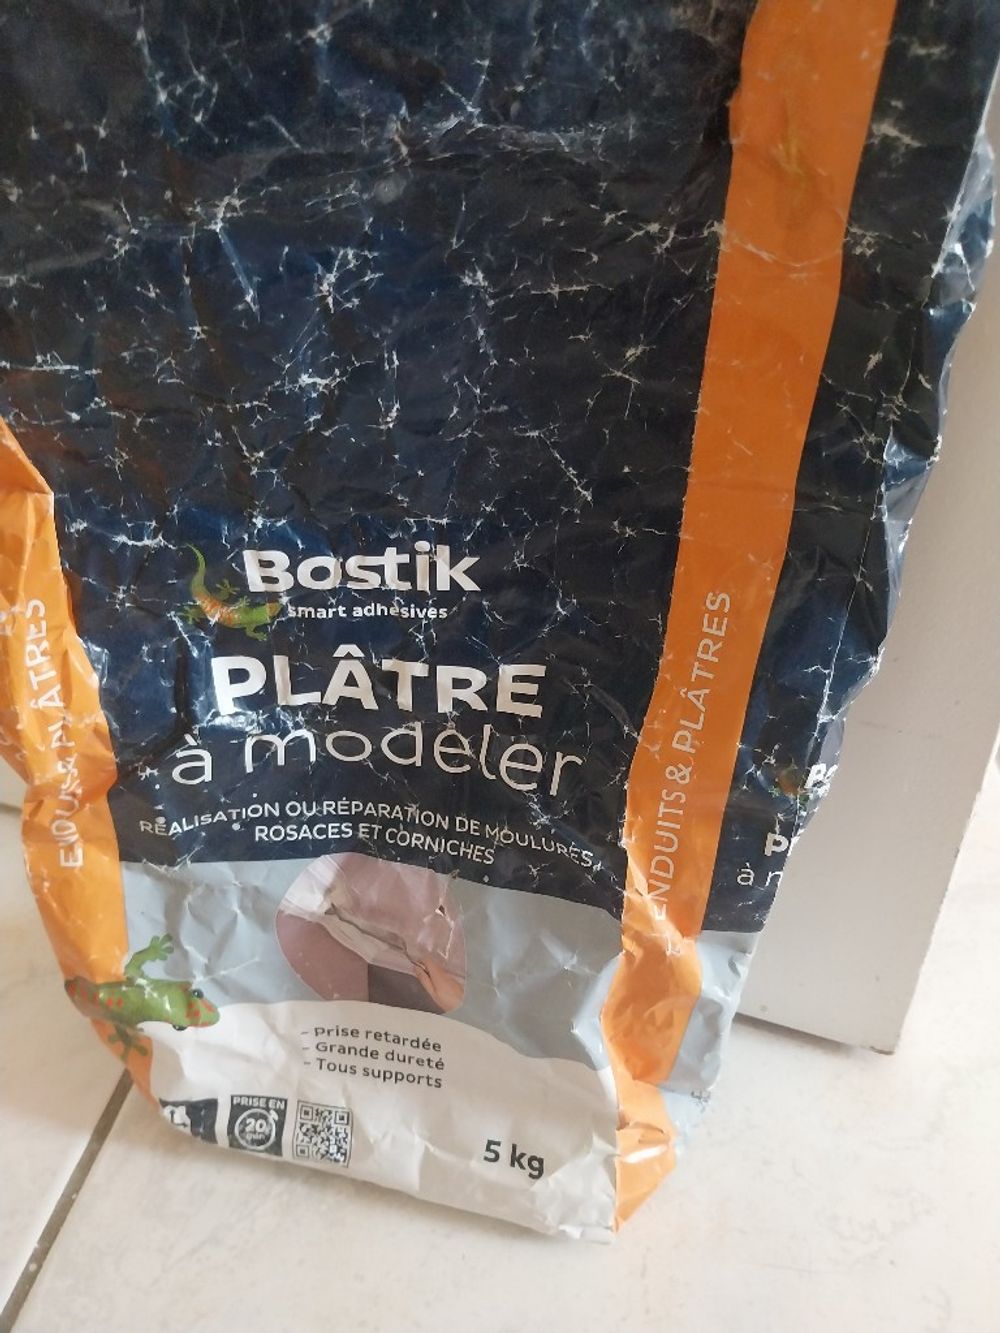 Bostik
smart adhesives
PLÂTRE
à modeler
RÉALISATION OU RÉPARATION DE MOULURES,
ROSACES ET CORNICHES
- Prise retardée
- Grande dureté
- Tous supports
PRISE EN
20
min
5 kg
ENDUITS & PLÂTRES
ENDUITS & PLÂTRES